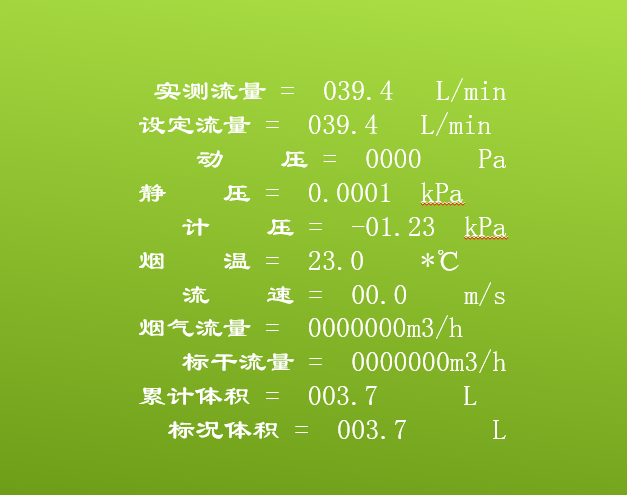 实测流量 = 039.4 L/min
设定流量 = 039.4 L/min
动 压 = 0000 Pa
静 压 = 0.0001 kPa
计 压 = -01.23 kPa
烟 温 = 23.0 *℃
流 速 = 00.0 m/s
烟气流量 = 0000000m3/h
标干流量 = 0000000m3/h
累计体积 = 003.7 L
标况体积 = 003.7 L